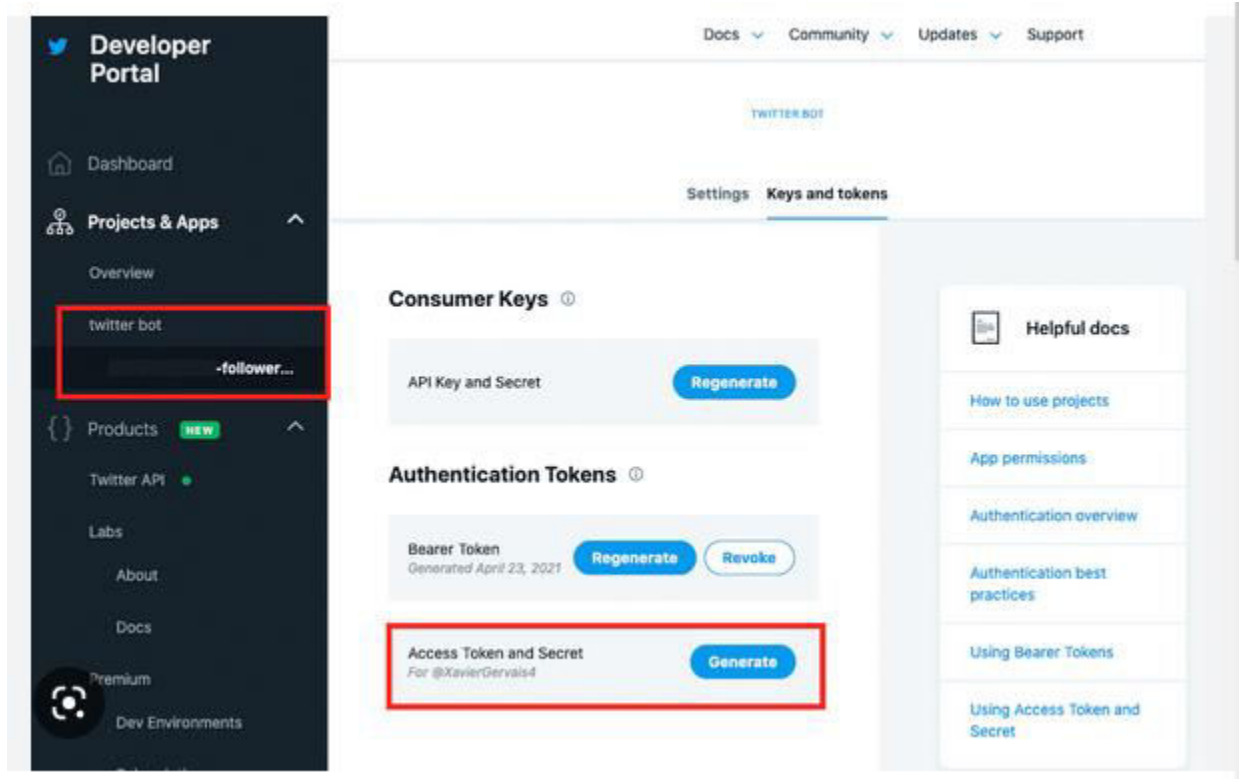 Developer
Portal
Docs Community Updates Support
TWITTER BOT
Dashboard
Settings Keys and tokens
Projects & Apps
Overview
twitter bot
-follower...
Products NEW
Twitter API
Labs
About
Docs
Premium
Dev Environments
Consumer Keys
API Key and Secret Regenerate
Authentication Tokens
Bearer Token
Generated April 23, 2021
Regenerate Revoke
Access Token and Secret
For @XavierGervais4
Generate
Helpful docs
How to use projects
App permissions
Authentication overview
Authentication best
practices
Using Bearer Tokens
Using Access Token and
Secret